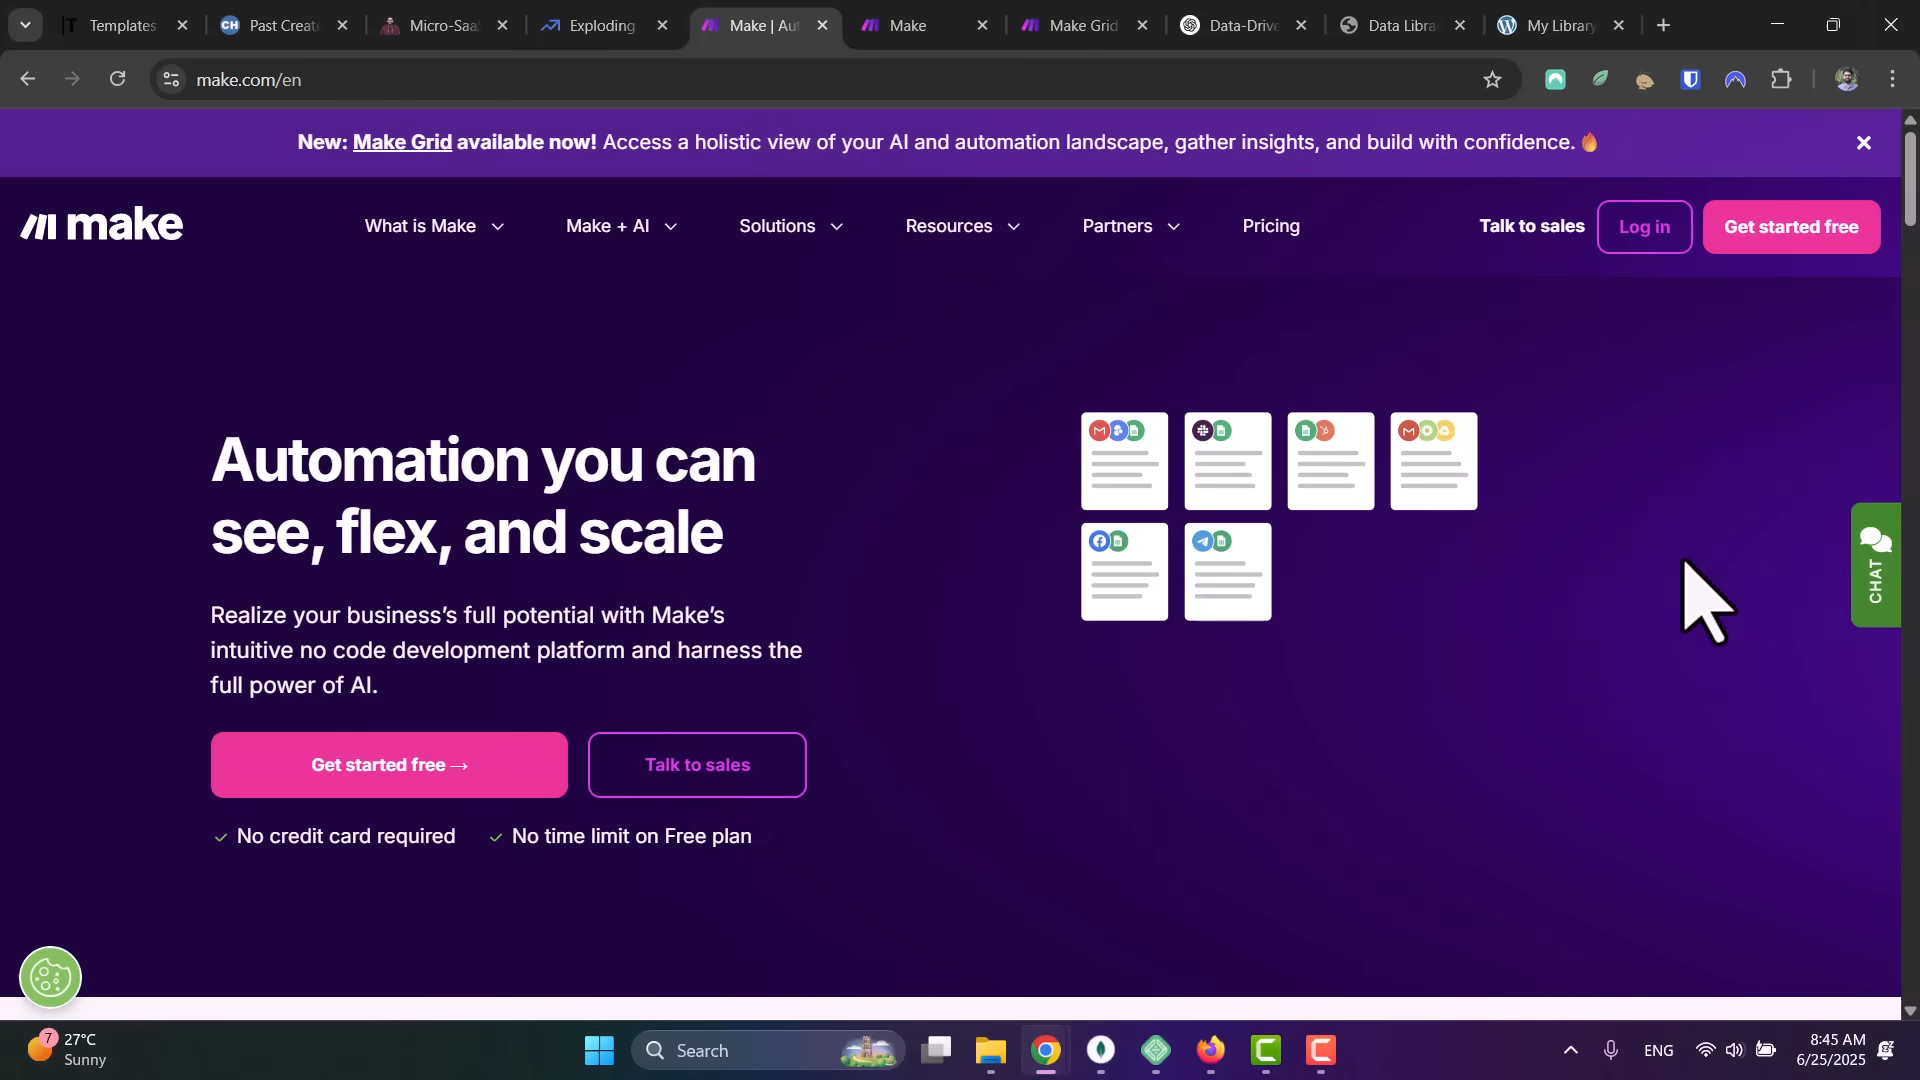 Templates
Past Creat
Micro-Saa
Exploding
Make | Aut
Make
Make Grid
Data-Drive
Data Libra
My Library
make.com/en
New: Make Grid available now! Access a holistic view of your AI and automation landscape, gather insights, and build with confidence.
make
What is Make
Make + AI
Solutions
Resources
Partners
Pricing
Talk to sales
Log in
Get started free
Automation you can
see, flex, and scale
Realize your business's full potential with Make's
intuitive no code development platform and harness the
full power of AI.
Get started free →
Talk to sales
No credit card required
No time limit on Free plan
CHAT
7
27°C
Sunny
Search
ENG
8:45 AM
6/25/2025